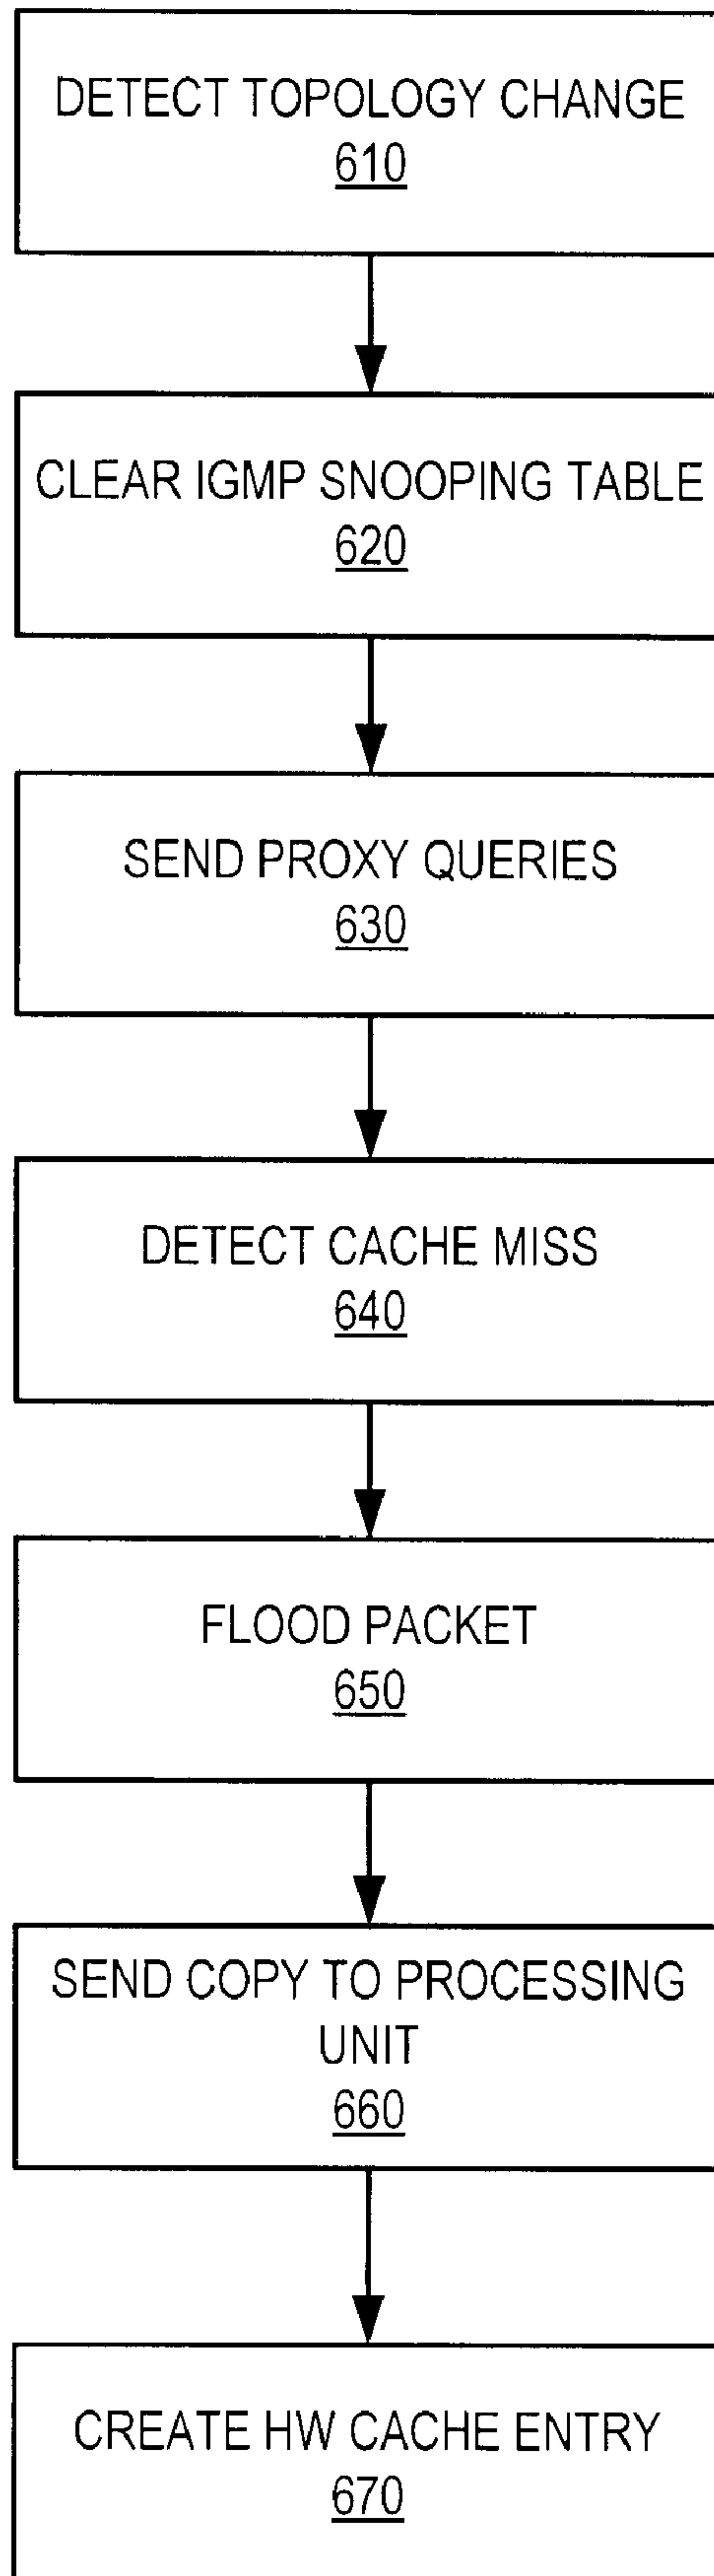 DETECT TOPOLOGY CHANGE
610
CLEAR IGMP SNOOPING TABLE
620
SEND PROXY QUERIES
630
DETECT CACHE MISS
640
FLOOD PACKET
650
SEND COPY TO PROCESSING
UNIT
660
CREATE HW CACHE ENTRY
670